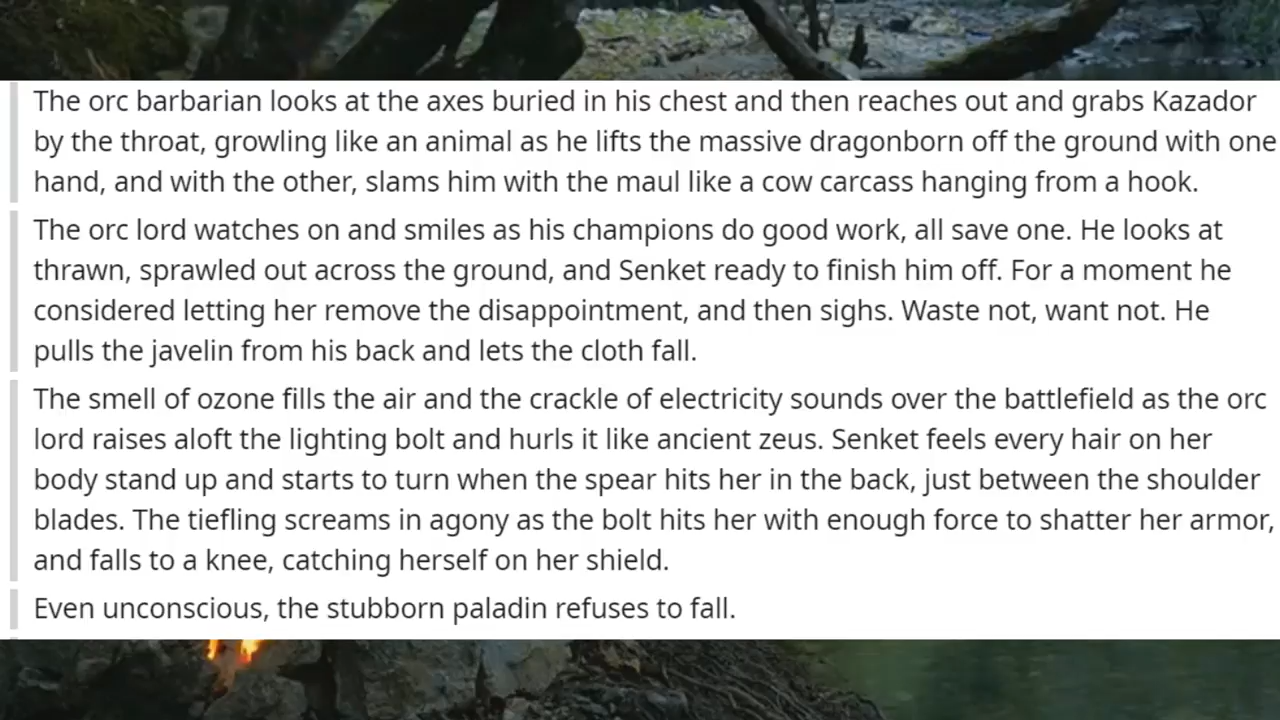 The orc barbarian looks at the axes buried in his chest and then reaches out and grabs Kazador
by the throat, growling like an animal as he lifts the massive dragonborn off the ground with one
hand, and with the other, slams him with the maul like a cow carcass hanging from a hook.
The orc lord watches on and smiles as his champions do good work, all save one. He looks at
thrawn, sprawled out across the ground, and Senket ready to finish him off. For a moment he
considered letting her remove the disappointment, and then sighs. Waste not, want not. He
pulls the javelin from his back and lets the cloth fall.
The smell of ozone fills the air and the crackle of electricity sounds over the battlefield as the orc
lord raises aloft the lighting bolt and hurls it like ancient zeus. Senket feels every hair on her
body stand up and starts to turn when the spear hits her in the back, just between the shoulder
blades. The tiefling screams in agony as the bolt hits her with enough force to shatter her armor,
and falls to a knee, catching herself on her shield.
Even unconscious, the stubborn paladin refuses to fall.